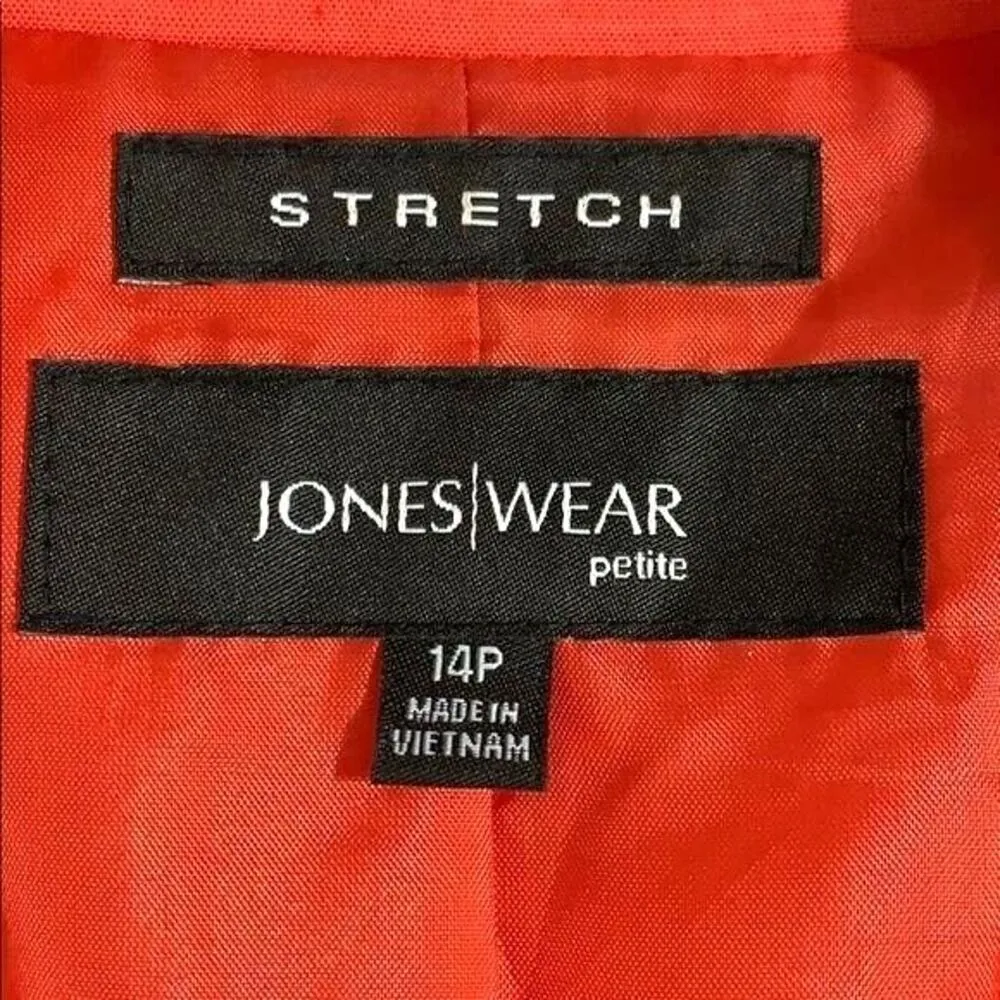 STRETCH
JONES|WEAR
petite
14P
MADE IN
VIETNAM